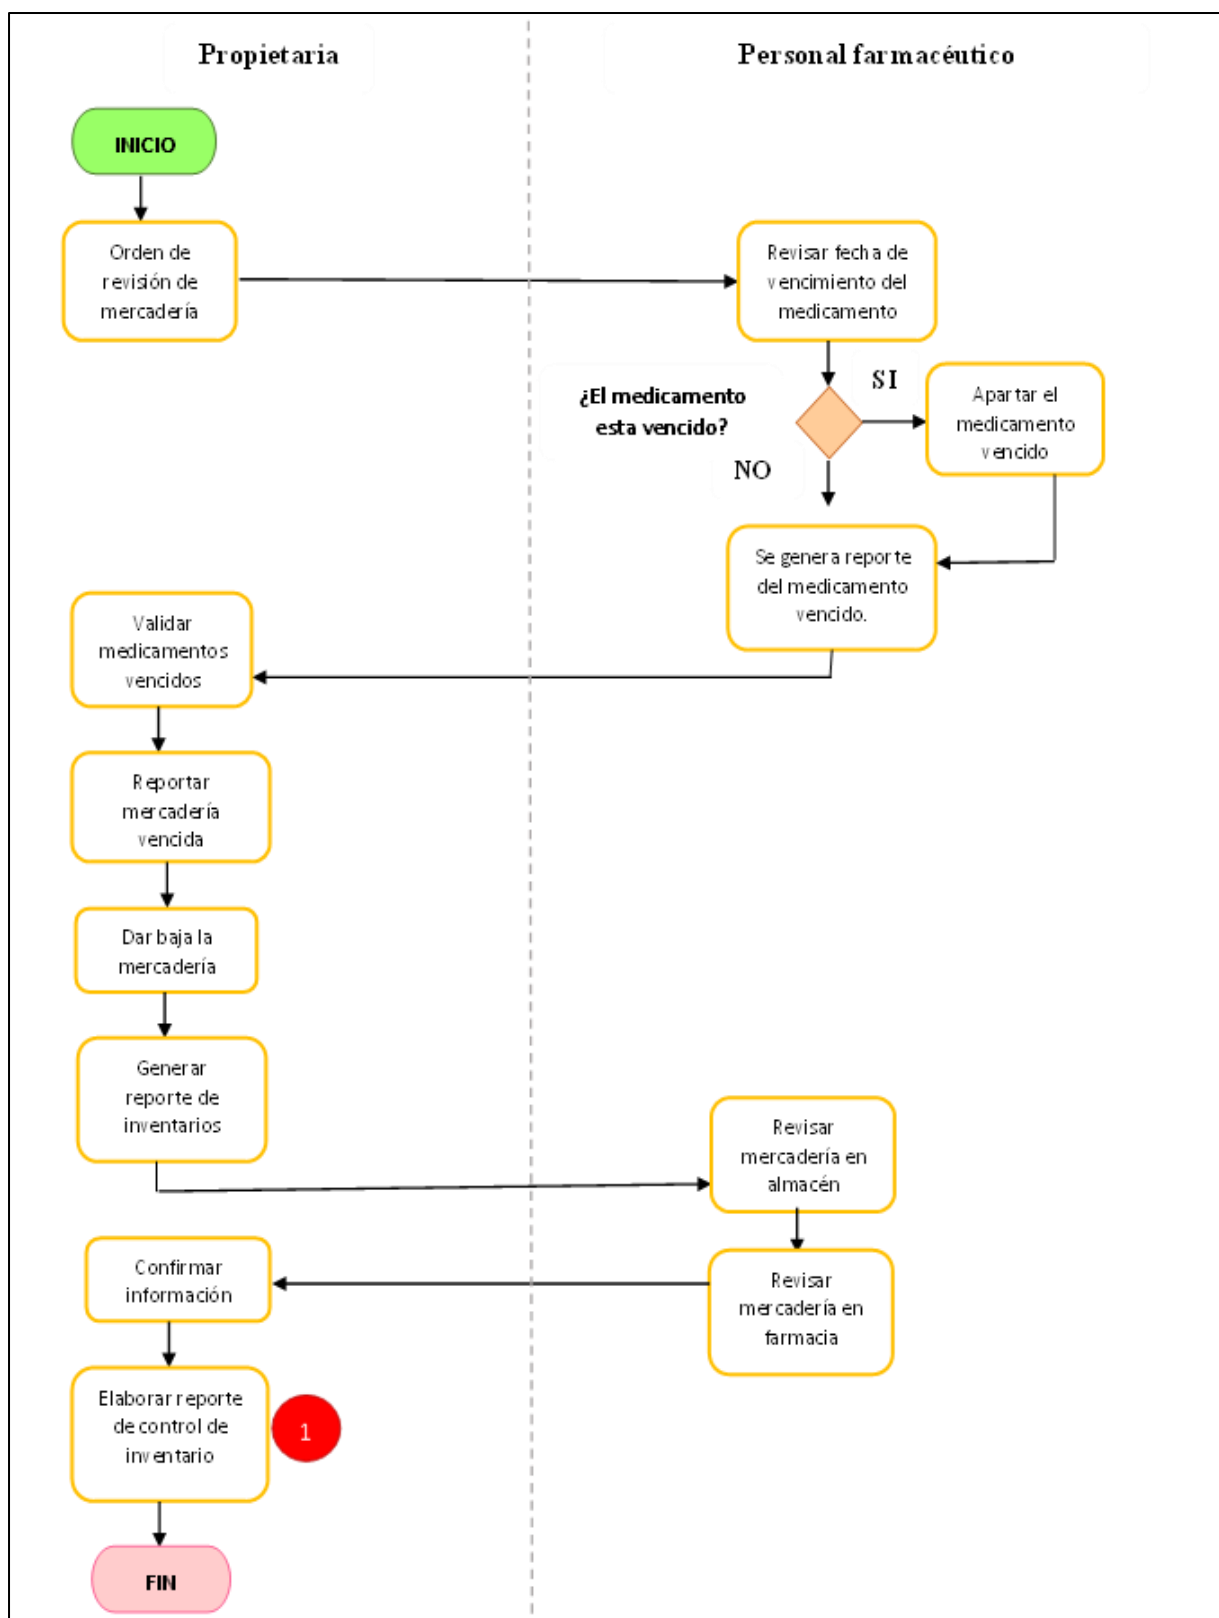 Propietaria
Personal farmacéutico
INICIO
Orden de
revisión de
mercadería
Revisar fecha de
vencimiento del
medicamento
¿El medicamento
esta vencido?
SI
NO
Apartar el
medicamento
vencido
Se genera reporte
del medicamento
vencido.
Validar
medicamentos
vencidos
Reportar
mercadería
vencida
Dar baja la
mercadería
Generar
reporte de
inventarios
Revisar
mercadería en
almacén
Revisar
mercadería en
farmacia
Confirmar
información
Elaborar reporte
de control de
inventario
1
FIN